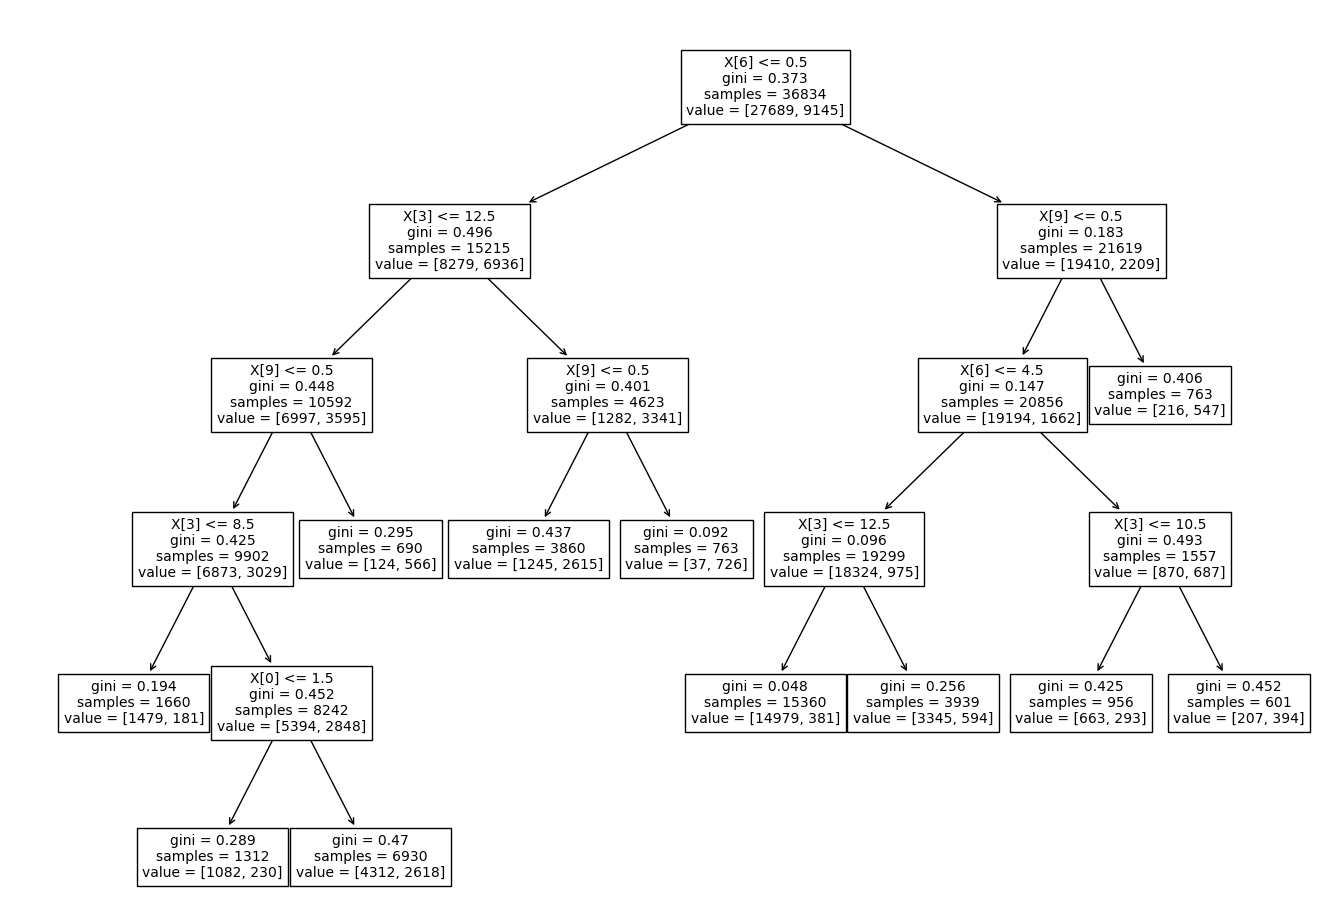 X[6] <= 0.5
gini = 0.373
samples = 36834
value = [27689, 9145]
X[3] <= 12.5
gini = 0.496
samples = 15215
value = [8279, 6936]
X[9] <= 0.5
gini = 0.183
samples = 21619
value = [19410, 2209]
X[9] <= 0.5
gini = 0.448
samples = 10592
value = [6997, 3595]
X[9] <= 0.5
gini = 0.401
samples = 4623
value = [1282, 3341]
X[6] <= 4.5
gini = 0.147
samples = 20856
value = [19194, 1662]
gini = 0.406
samples = 763
value = [216, 547]
X[3] <= 8.5
gini = 0.425
samples = 9902
value = [6873, 3029]
gini = 0.295
samples = 690
value = [124, 566]
gini = 0.437
samples = 3860
value = [1245, 2615]
gini = 0.092
samples = 763
value = [37, 726]
X[3] <= 12.5
gini = 0.096
samples = 19299
value = [18324, 975]
X[3] <= 10.5
gini = 0.493
samples = 1557
value = [870, 687]
gini = 0.194
samples = 1660
value = [1479, 181]
X[0] <= 1.5
gini = 0.452
samples = 8242
value = [5394, 2848]
gini = 0.048
samples = 15360
value = [14979, 381]
gini = 0.256
samples = 3939
value = [3345, 594]
gini = 0.425
samples = 956
value = [663, 293]
gini = 0.452
samples = 601
value = [207, 394]
gini = 0.289
samples = 1312
value = [1082, 230]
gini = 0.47
samples = 6930
value = [4312, 2618]